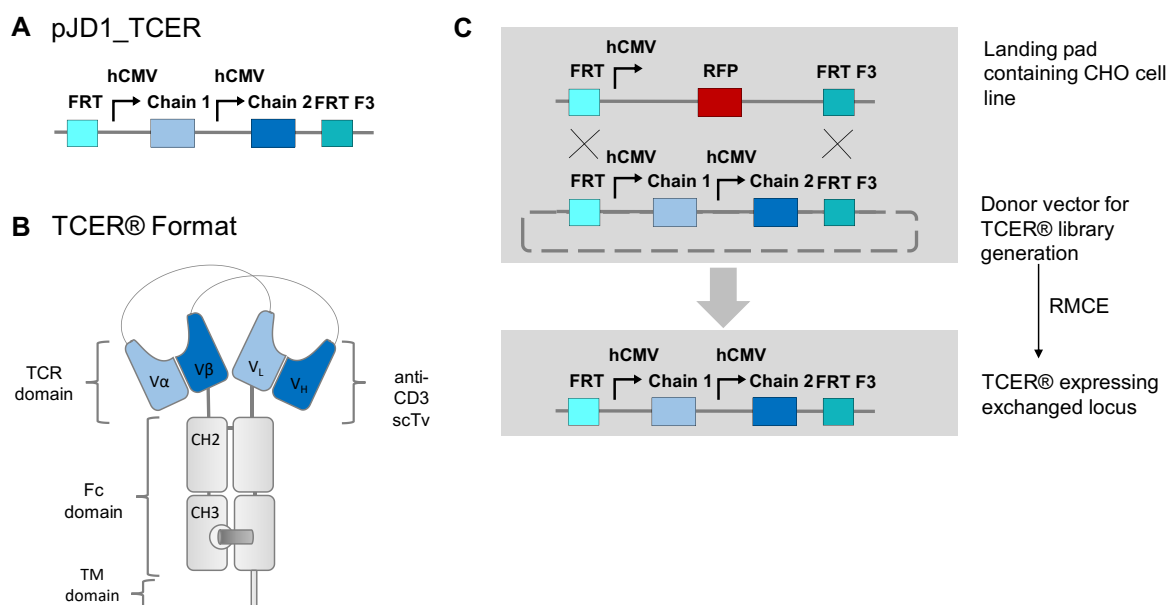 A pJD1_TCER
hCMV hCMV
FRT Chain 1 Chain 2 FRT F3
B TCER® Format
TCR
domain
Vα Vβ VL VH
anti-
CD3
scTv
CH2
Fc
domain
CH3
TM
domain
C
hCMV
FRT RFP FRT F3
Landing pad
containing CHO cell
line
hCMV hCMV
FRT Chain 1 Chain 2 FRT F3
Donor vector for
TCER® library
generation
RMCE
hCMV hCMV
FRT Chain 1 Chain 2 FRT F3
TCER® expressing
exchanged locus